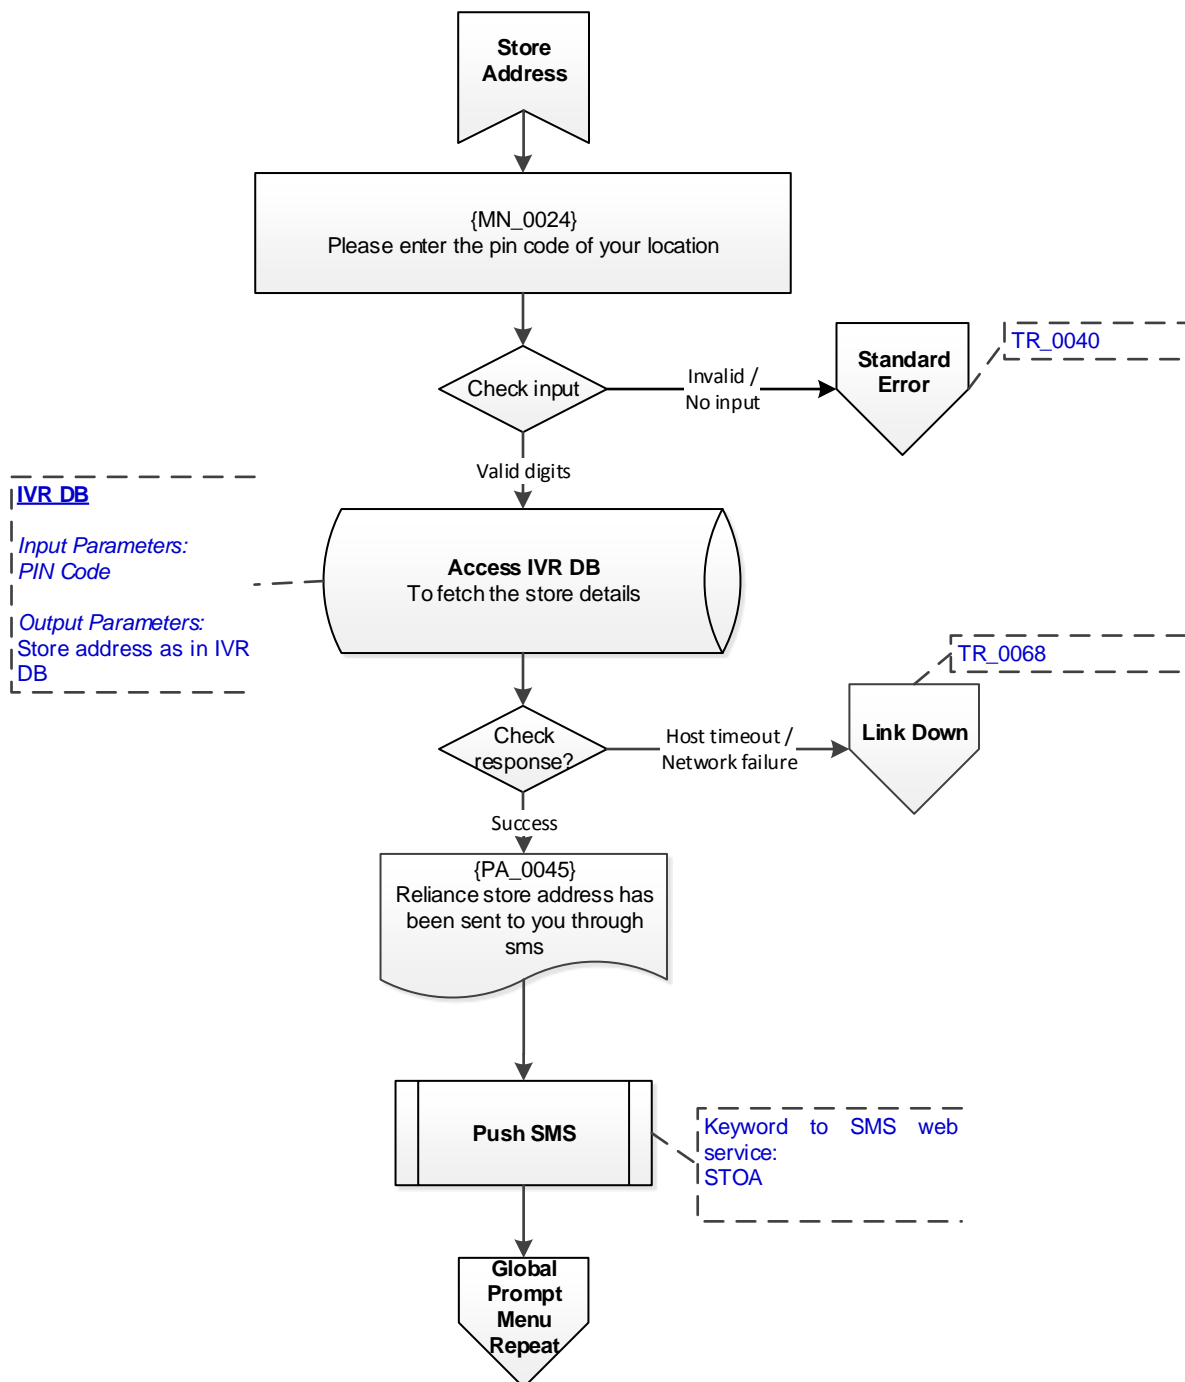 Store
Address
{MN_0024}
Please enter the pin code of your location
Check input
Invalid /
No input
Standard
Error
TR_0040
Valid digits
IVR DB
Input Parameters:
PIN Code
Output Parameters:
Store address as in IVR
DB
Access IVR DB
To fetch the store details
TR_0068
Check
response?
Host timeout /
Network failure
Link Down
Success
{PA_0045}
Reliance store address has
been sent to you through
sms
Push SMS
Keyword to SMS web
service:
STOA
Global
Prompt
Menu
Repeat